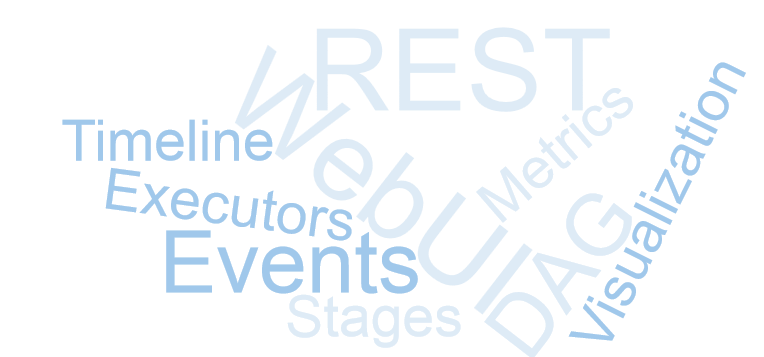 REST
WebUI
Timeline
Metrics
Visualization
Executors
Events
DAG
Stages